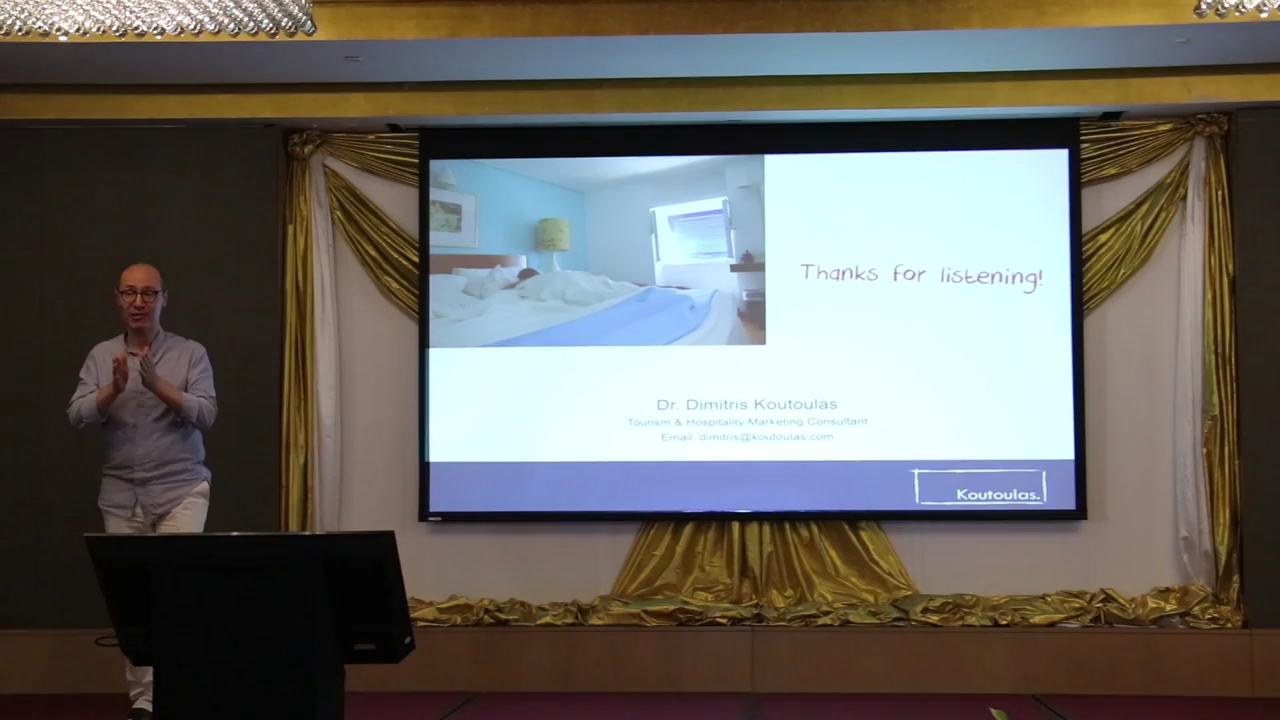 Thanks for listening!
Dr. Dimitris Koutoulas
Tourism & Hospitality Marketing Consultant
Email: dimitris@koutoulas.com
Koutoulas.